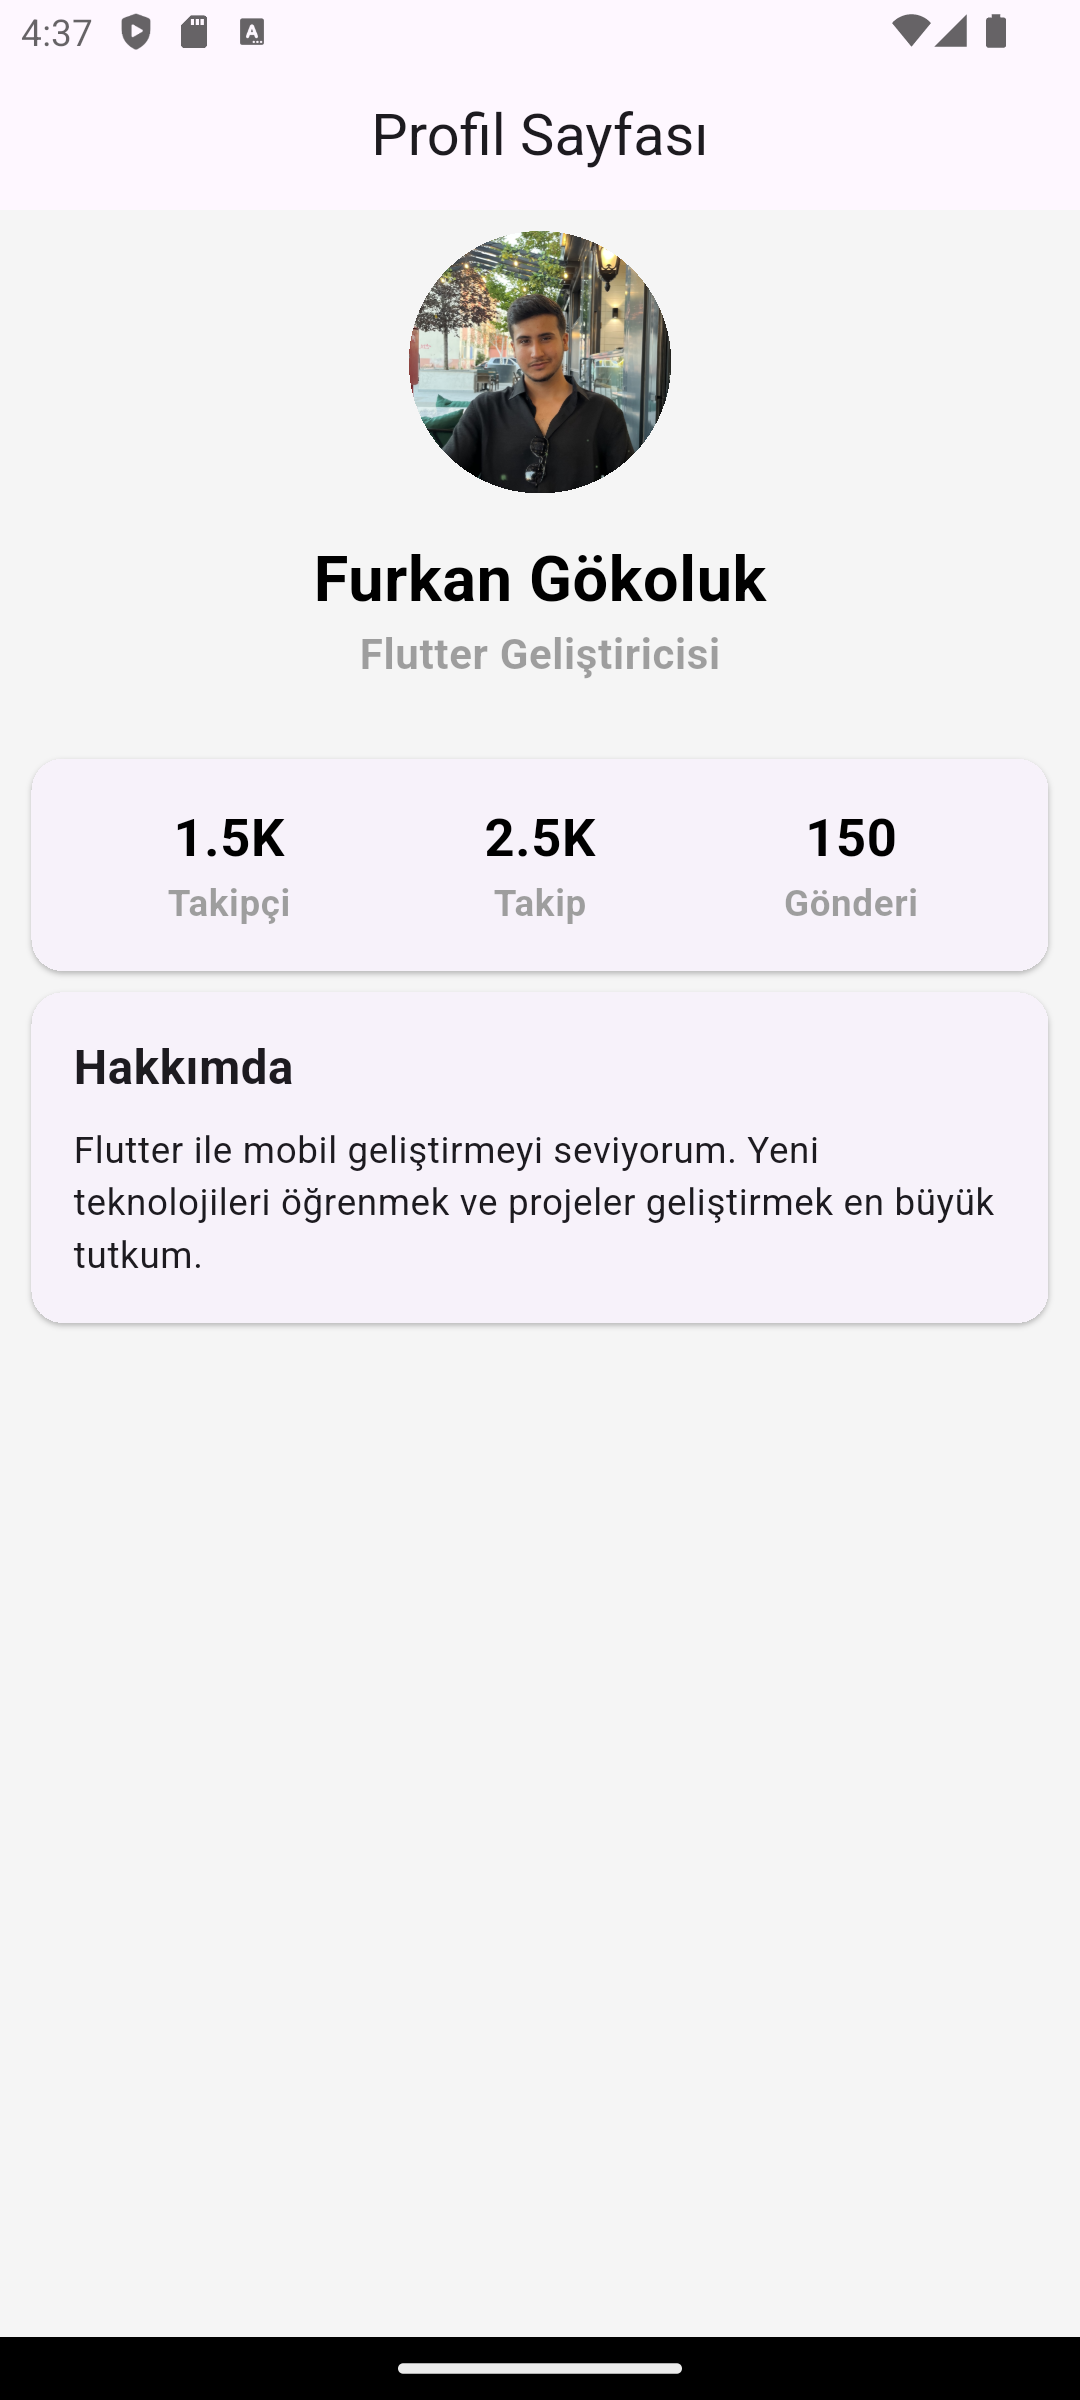 4:37
Profil Sayfası
Furkan Gökoluk
Flutter Geliştiricisi
1.5K 2.5K 150
Takipçi Takip Gönderi
Hakkımda
Flutter ile mobil geliştirmeyi seviyorum. Yeni
teknolojileri öğrenmek ve projeler geliştirmek en büyük
tutkum.